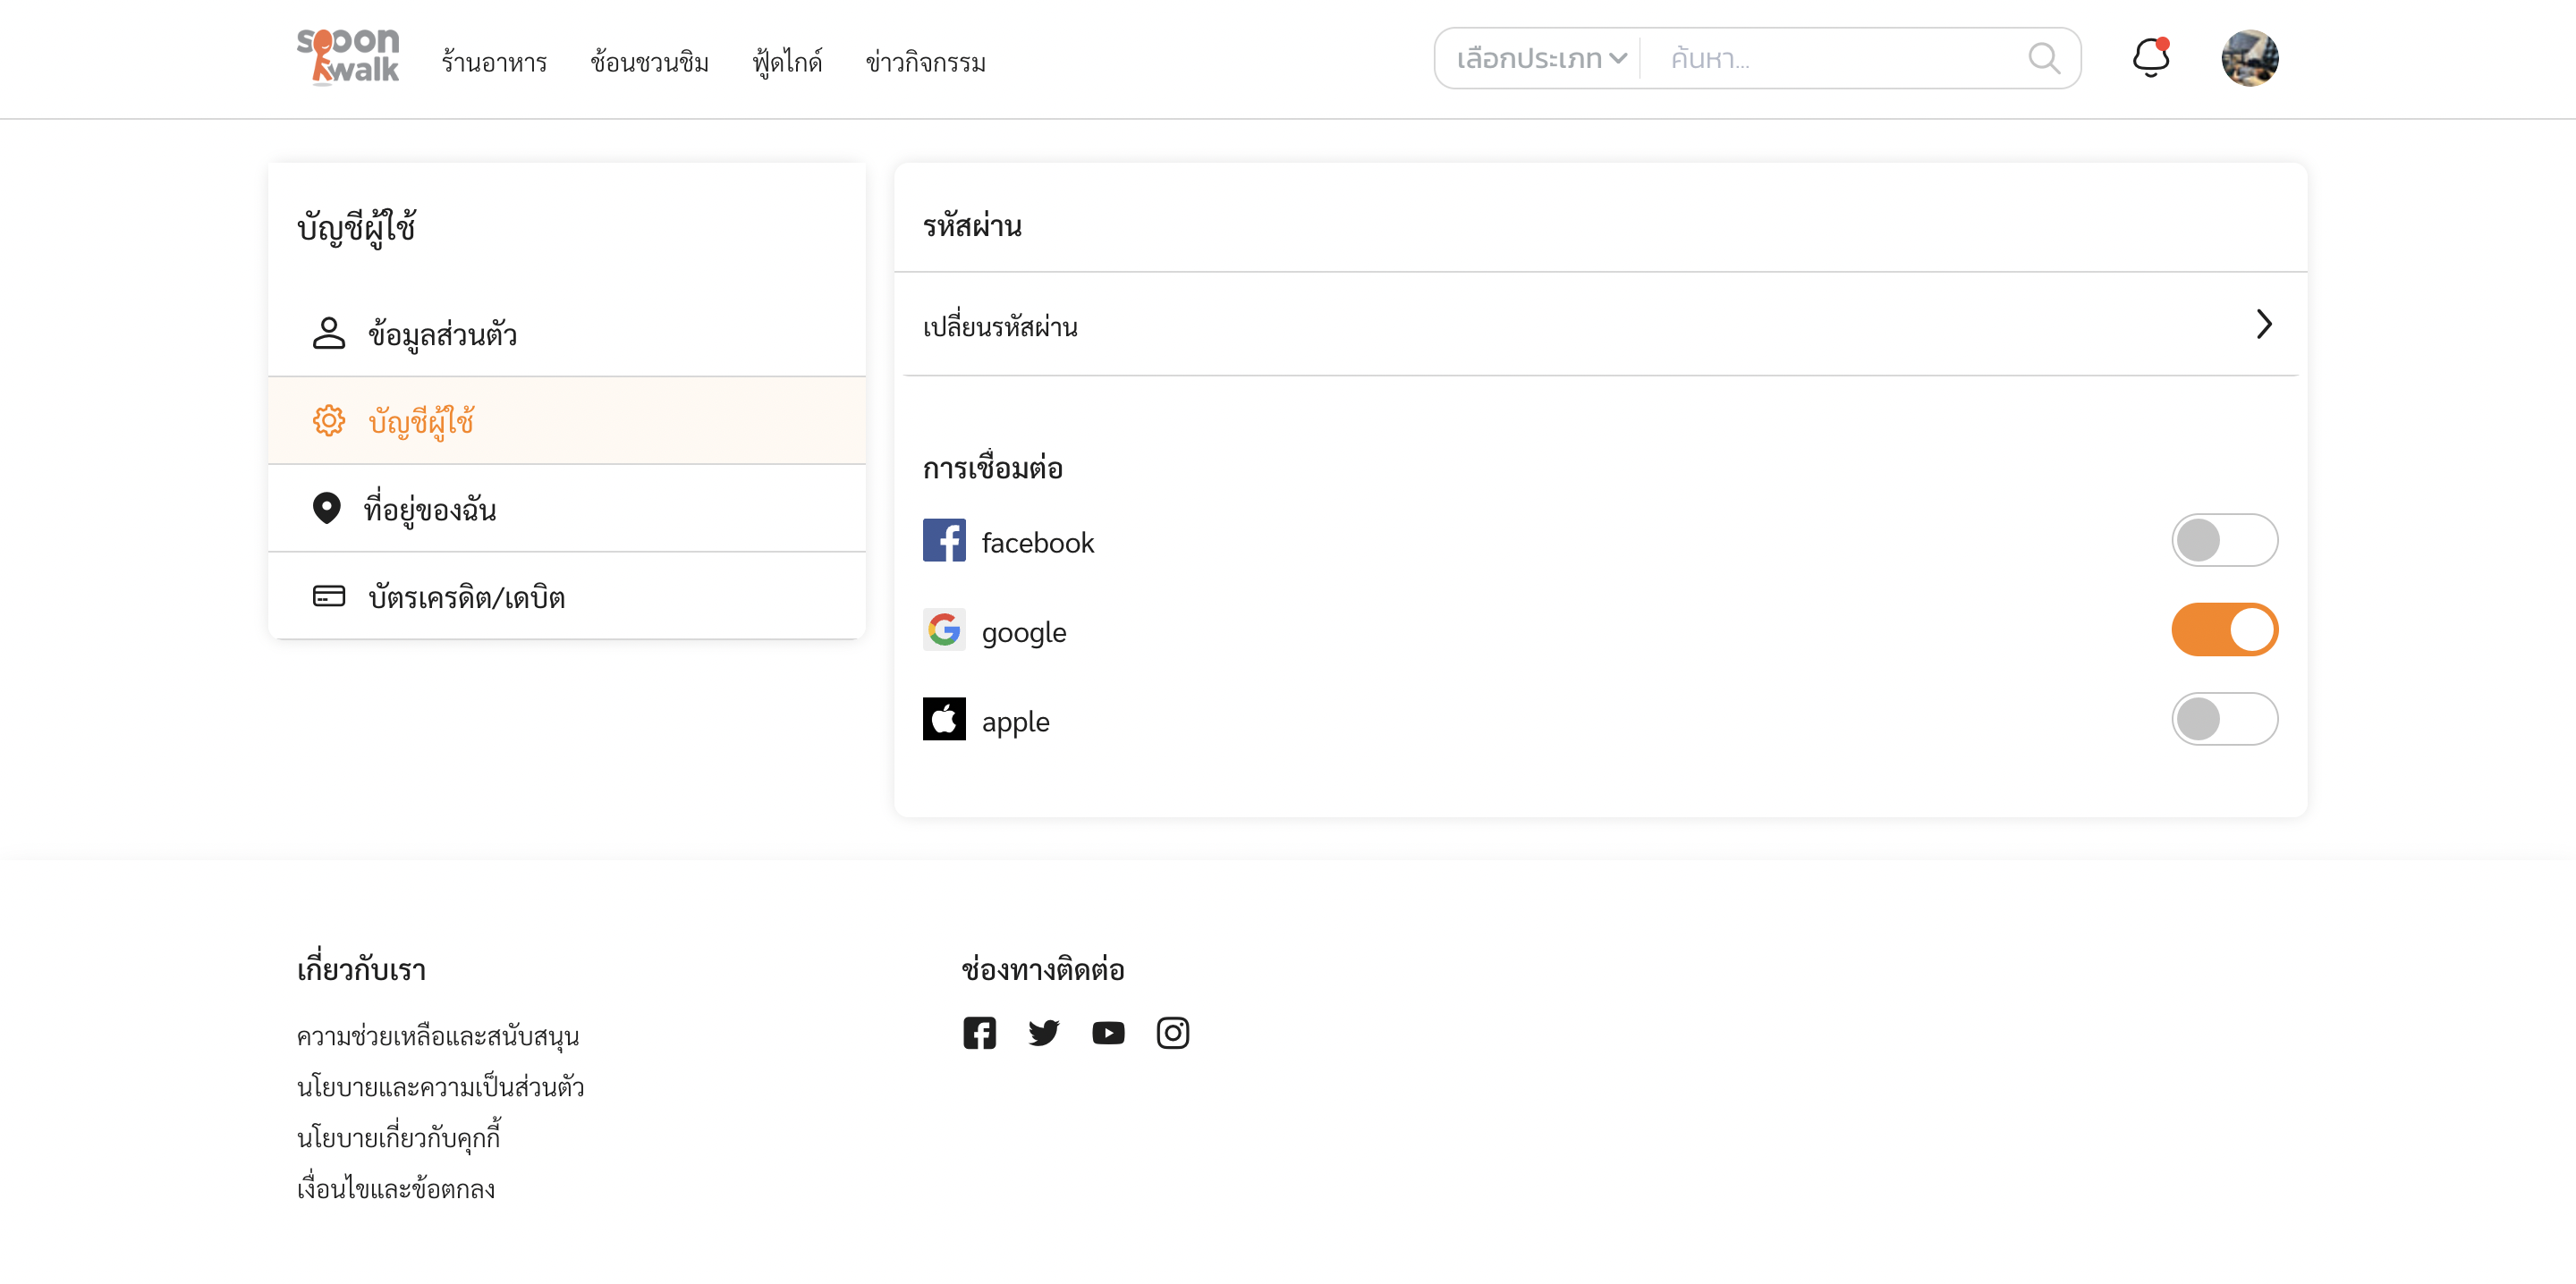 spoon walk
ร้านอาหาร ช้อนชวนชิม ฟู้ดไกด์ ข่าวกิจกรรม เลือกประเภท ค้นหา...
บัญชีผู้ใช้
ข้อมูลส่วนตัว
บัญชีผู้ใช้
ที่อยู่ของฉัน
บัตรเครดิต/เดบิต
รหัสผ่าน
เปลี่ยนรหัสผ่าน
การเชื่อมต่อ
facebook
google
apple
เกี่ยวกับเรา
ความช่วยเหลือและสนับสนุน
นโยบายและความเป็นส่วนตัว
นโยบายเกี่ยวกับคุกกี้
เงื่อนไขและข้อตกลง
ช่องทางติดต่อ